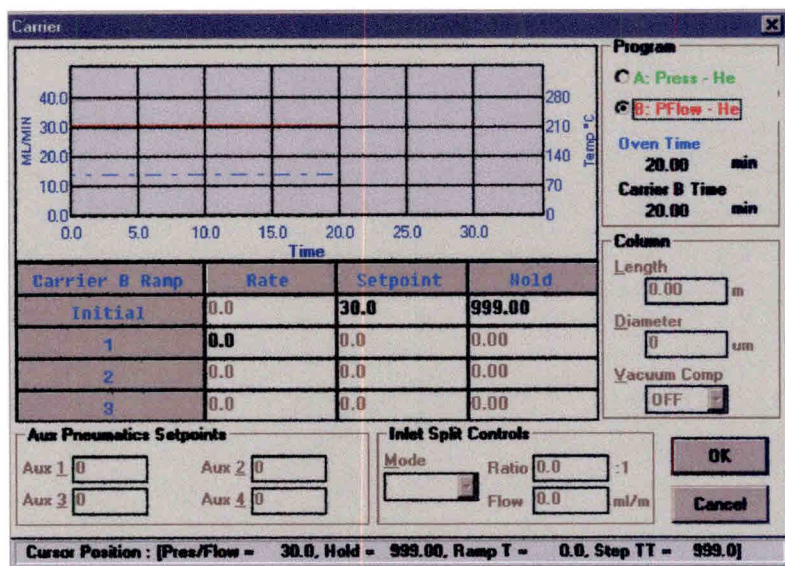 Carrier
Program
A: Press - He
B: PFlow - He
Oven Time
20.00 min
Carrier B Time
20.00 min
ML/MIN
40.0
30.0
20.0
10.0
0.0
Temp °C
280
210
140
70
0
0.0 5.0 10.0 15.0 20.0 25.0 30.0
Time
Column
Length
0.00 m
Diameter
0 um
Vacuum Comp
OFF
Carrier B Ramp Rate Setpoint Hold
Initial 0.0 30.0 999.00
1 0.0 0.0 0.00
2 0.0 0.0 0.00
3 0.0 0.0 0.00
Aux Pneumatics Setpoints
Aux 1 0 Aux 2 0
Aux 3 0 Aux 4 0
Inlet Split Controls
Mode
Ratio 0.0 :1
Flow 0.0 ml/m
OK
Cancel
Cursor Position : [Pres/Flow = 30.0, Hold = 999.00, Ramp T = 0.0, Step TT = 999.0]